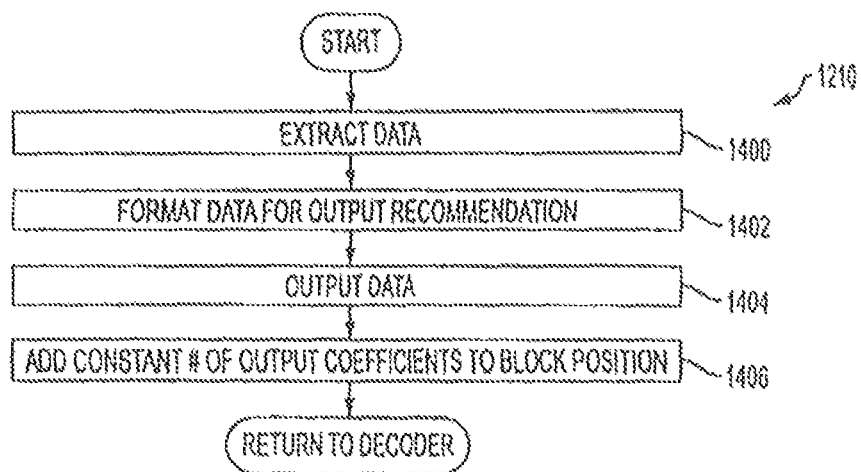 START
1210
EXTRACT DATA
1400
FORMAT DATA FOR OUTPUT RECOMMENDATION
1402
OUTPUT DATA
1404
ADD CONSTANT # OF OUTPUT COEFFICIENTS TO BLOCK POSITION
1406
RETURN TO DECODER